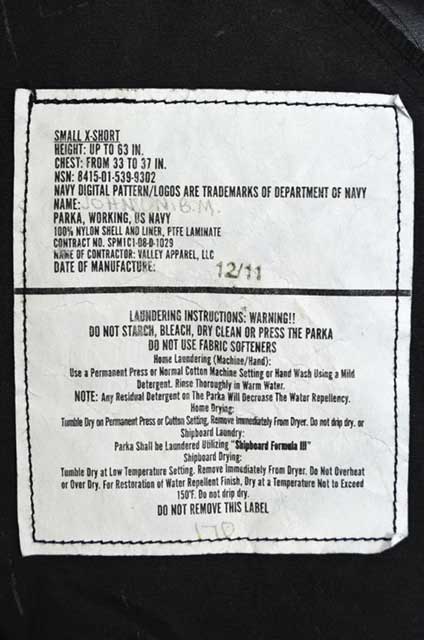 SMALL X-SHORT
HEIGHT: UP TO 63 IN.
CHEST: FROM 33 TO 37 IN.
NSN: 8415-01-539-9302
NAVY DIGITAL PATTERN/LOGOS ARE TRADEMARKS OF DEPARTMENT OF NAVY
NAME:
PARKA, WORKING, US NAVY
100% NYLON SHELL AND LINER, PTFE LAMINATE
CONTRACT NO. SPM1C1-08-D-1029
NAME OF CONTRACTOR: VALLEY APPAREL, LLC
DATE OF MANUFACTURE: 12/11
LAUNDERING INSTRUCTIONS: WARNING!!
DO NOT STARCH, BLEACH, DRY CLEAN OR PRESS THE PARKA
DO NOT USE FABRIC SOFTENERS
Home Laundering (Machine/Hand):
Use a Permanent Press or Normal Cotton Machine Setting or Hand Wash Using a Mild
Detergent. Rinse Thoroughly in Warm Water.
NOTE: Any Residual Detergent on The Parka Will Decrease The Water Repellency.
Home Drying:
Tumble Dry on Permanent Press or Cotton Setting, Remove Immediately From Dryer. Do not drip dry. or
Shipboard Laundry:
Parka Shall be Laundered Utilizing "Shipboard Formula III"
Shipboard Drying:
Tumble Dry at Low Temperature Setting. Remove Immediately From Dryer. Do Not Overheat
or Over Dry. For Restoration of Water Repellent Finish, Dry at a Temperature Not to Exceed
150°F. Do not drip dry.
DO NOT REMOVE THIS LABEL